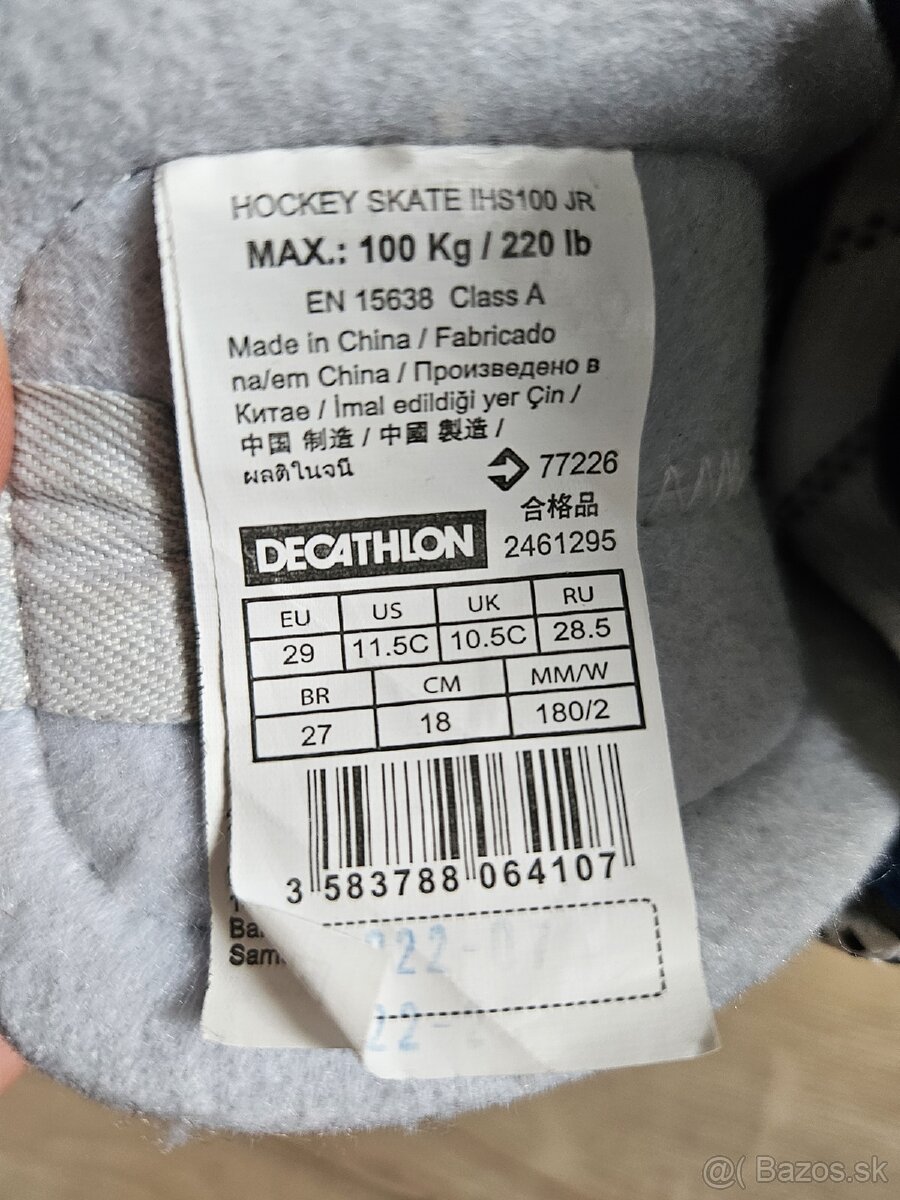 HOCKEY SKATE IHS100 JR
MAX.: 100 Kg / 220 lb
EN 15638 Class A
Made in China / Fabricado
na/em China / Произведено в
Китае / İmal edildiği yer Çin /
中国 制造 / 中國 製造 /
ผลติในจนี
77226
合格品
DECATHLON 2461295
EU US UK RU
29 11.5C 10.5C 28.5
BR CM MM/W
27 18 180/2
3 583788 064107
@( Bazos.sk